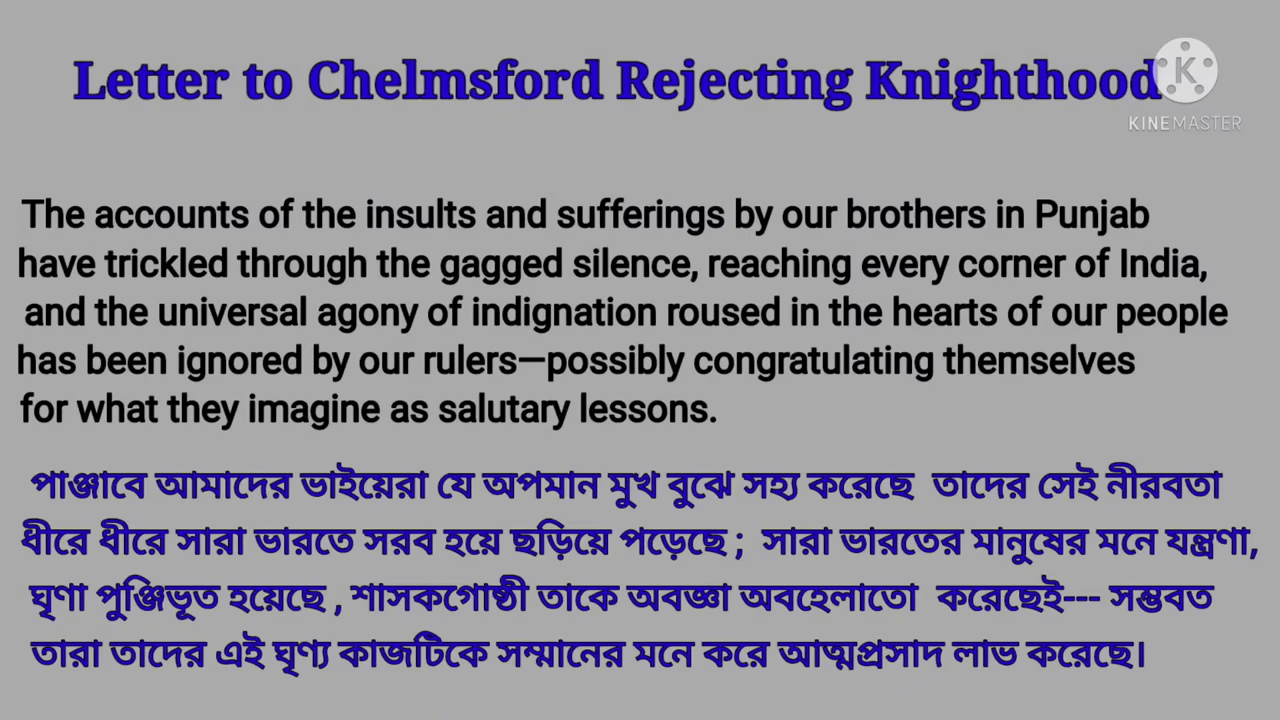 Letter to Chelmsford Rejecting Knighthood
KINEMASTER
The accounts of the insults and sufferings by our brothers in Punjab
have trickled through the gagged silence, reaching every corner of India,
and the universal agony of indignation roused in the hearts of our people
has been ignored by our rulers—possibly congratulating themselves
for what they imagine as salutary lessons.
পাঞ্জাবে আমাদের ভাইয়েরা যে অপমান মুখ বুঝে সহ্য করেছে তাদের সেই নীরবতা
ধীরে ধীরে সারা ভারতে সরব হয়ে ছড়িয়ে পড়েছে ; সারা ভারতের মানুষের মনে যন্ত্রণা,
ঘৃণা পুঞ্জিভূত হয়েছে , শাসকগোষ্ঠী তাকে অবজ্ঞা অবহেলাতো করেছেই--- সম্ভবত
তারা তাদের এই ঘৃণ্য কাজটিকে সম্মানের মনে করে আত্মপ্রসাদ লাভ করেছে।